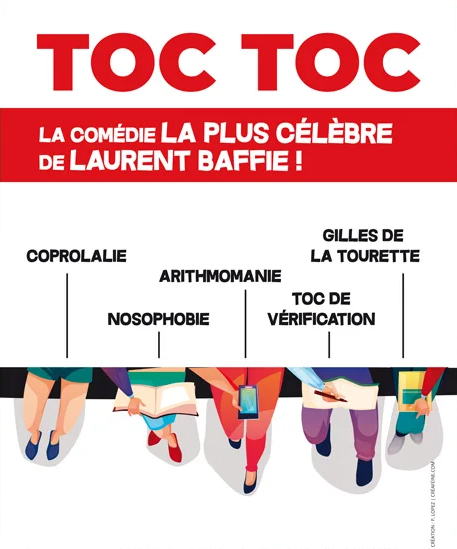 TOC TOC
LA COMÉDIE LA PLUS CÉLÈBRE
DE LAURENT BAFFIE !
GILLES DE
LA TOURETTE
COPROLALIE
ARITHMOMANIE
TOC DE
VÉRIFICATION
NOSOPHOBIE
CRÉATION : P. LOPEZ | CREAFEINE.COM